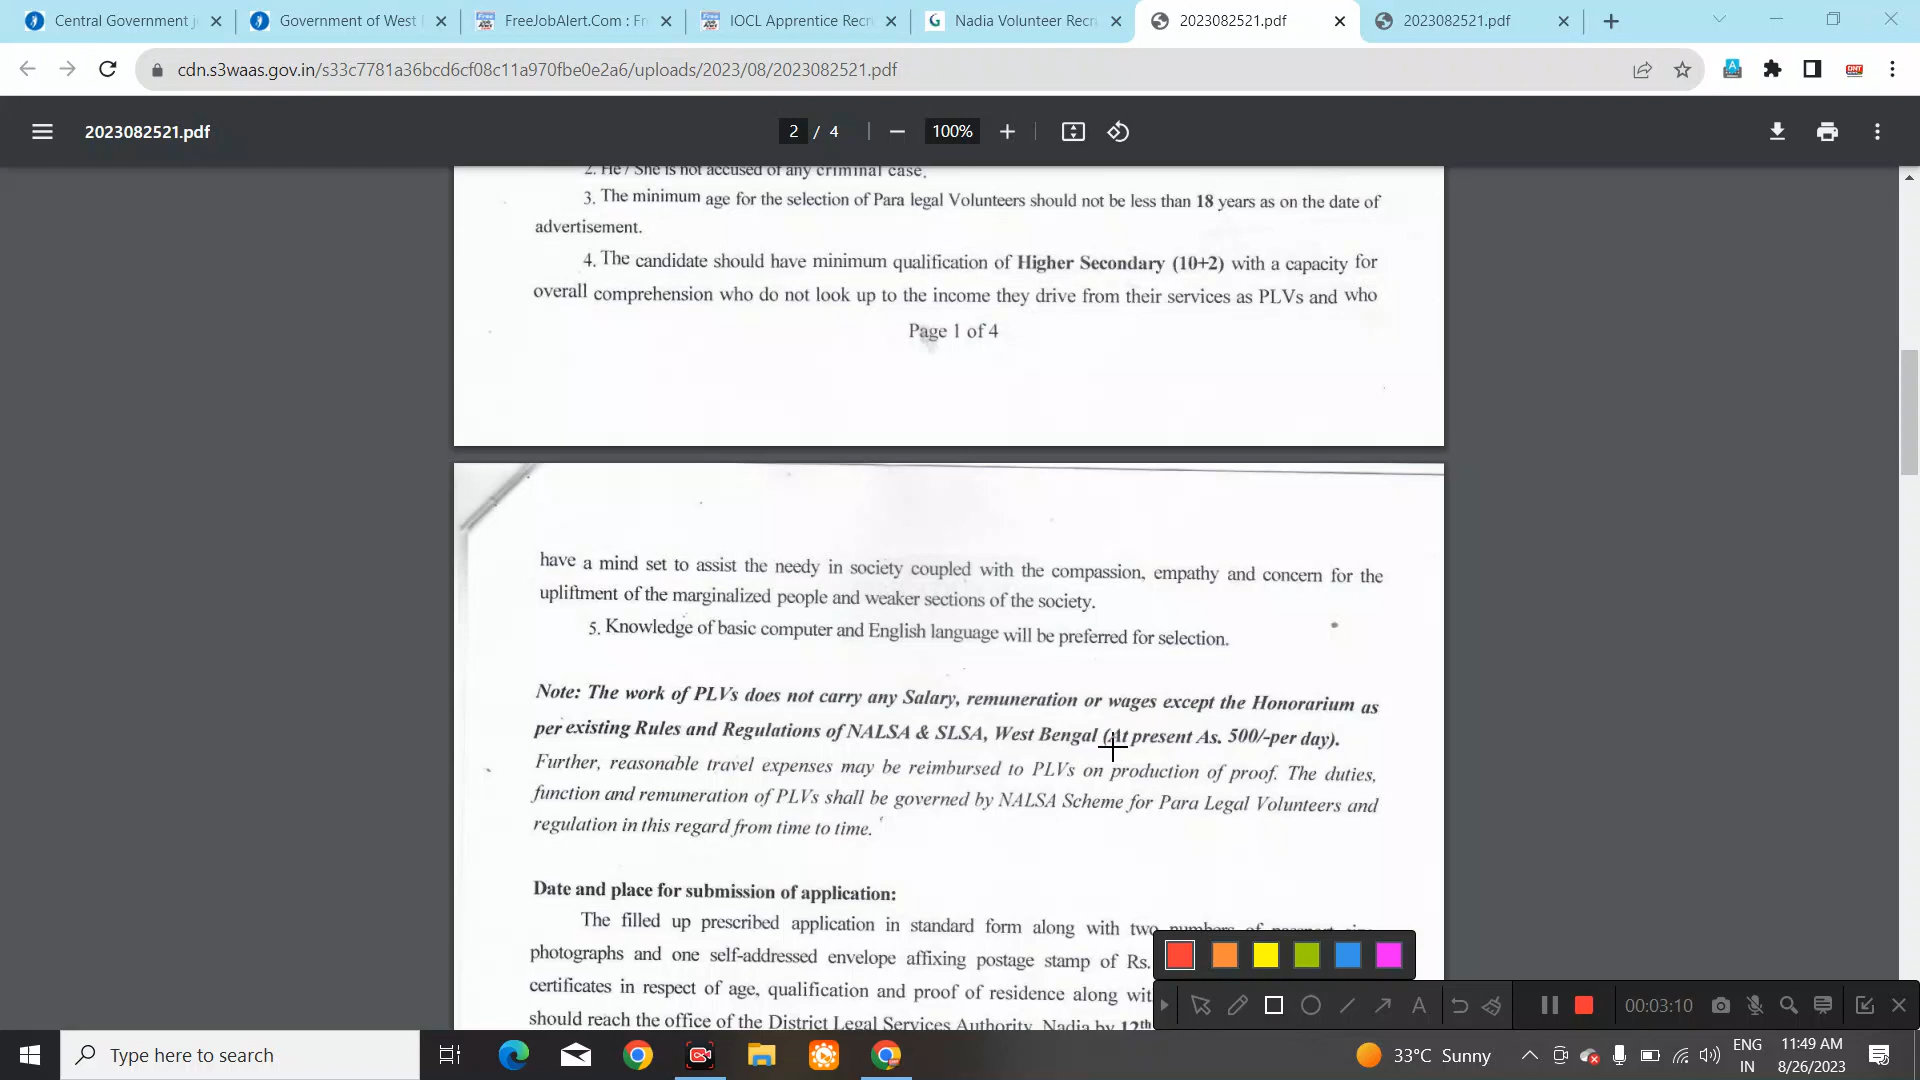 Central Government j
Government of West
FreeJobAlert.Com : Fr
IOCL Apprentice Recr
Nadia Volunteer Recr
2023082521.pdf
2023082521.pdf
cdn.s3waas.gov.in/s33c7781a36bcd6cf08c11a970fbe0e2a6/uploads/2023/08/2023082521.pdf
2023082521.pdf
2 / 4
100%
2. He / She is not accused of any criminal case.
3. The minimum age for the selection of Para legal Volunteers should not be less than 18 years as on the date of
advertisement.
4. The candidate should have minimum qualification of Higher Secondary (10+2) with a capacity for
overall comprehension who do not look up to the income they drive from their services as PLVs and who
Page 1 of 4
have a mind set to assist the needy in society coupled with the compassion, empathy and concern for the
upliftment of the marginalized people and weaker sections of the society.
5. Knowledge of basic computer and English language will be preferred for selection.
Note: The work of PLVs does not carry any Salary, remuneration or wages except the Honorarium as
per existing Rules and Regulations of NALSA & SLSA, West Bengal (At present As. 500/-per day).
Further, reasonable travel expenses may be reimbursed to PLVs on production of proof. The duties,
function and remuneration of PLVs shall be governed by NALSA Scheme for Para Legal Volunteers and
regulation in this regard from time to time.
Date and place for submission of application:
The filled up prescribed application in standard form along with two numbers of
photographs and one self-addressed envelope affixing postage stamp of Rs.
certificates in respect of age, qualification and proof of residence along wit
should reach the office of the District Legal Services Authority, Nadia by 12th
A
00:03:10
Type here to search
33°C Sunny
ENG
IN
11:49 AM
8/26/2023